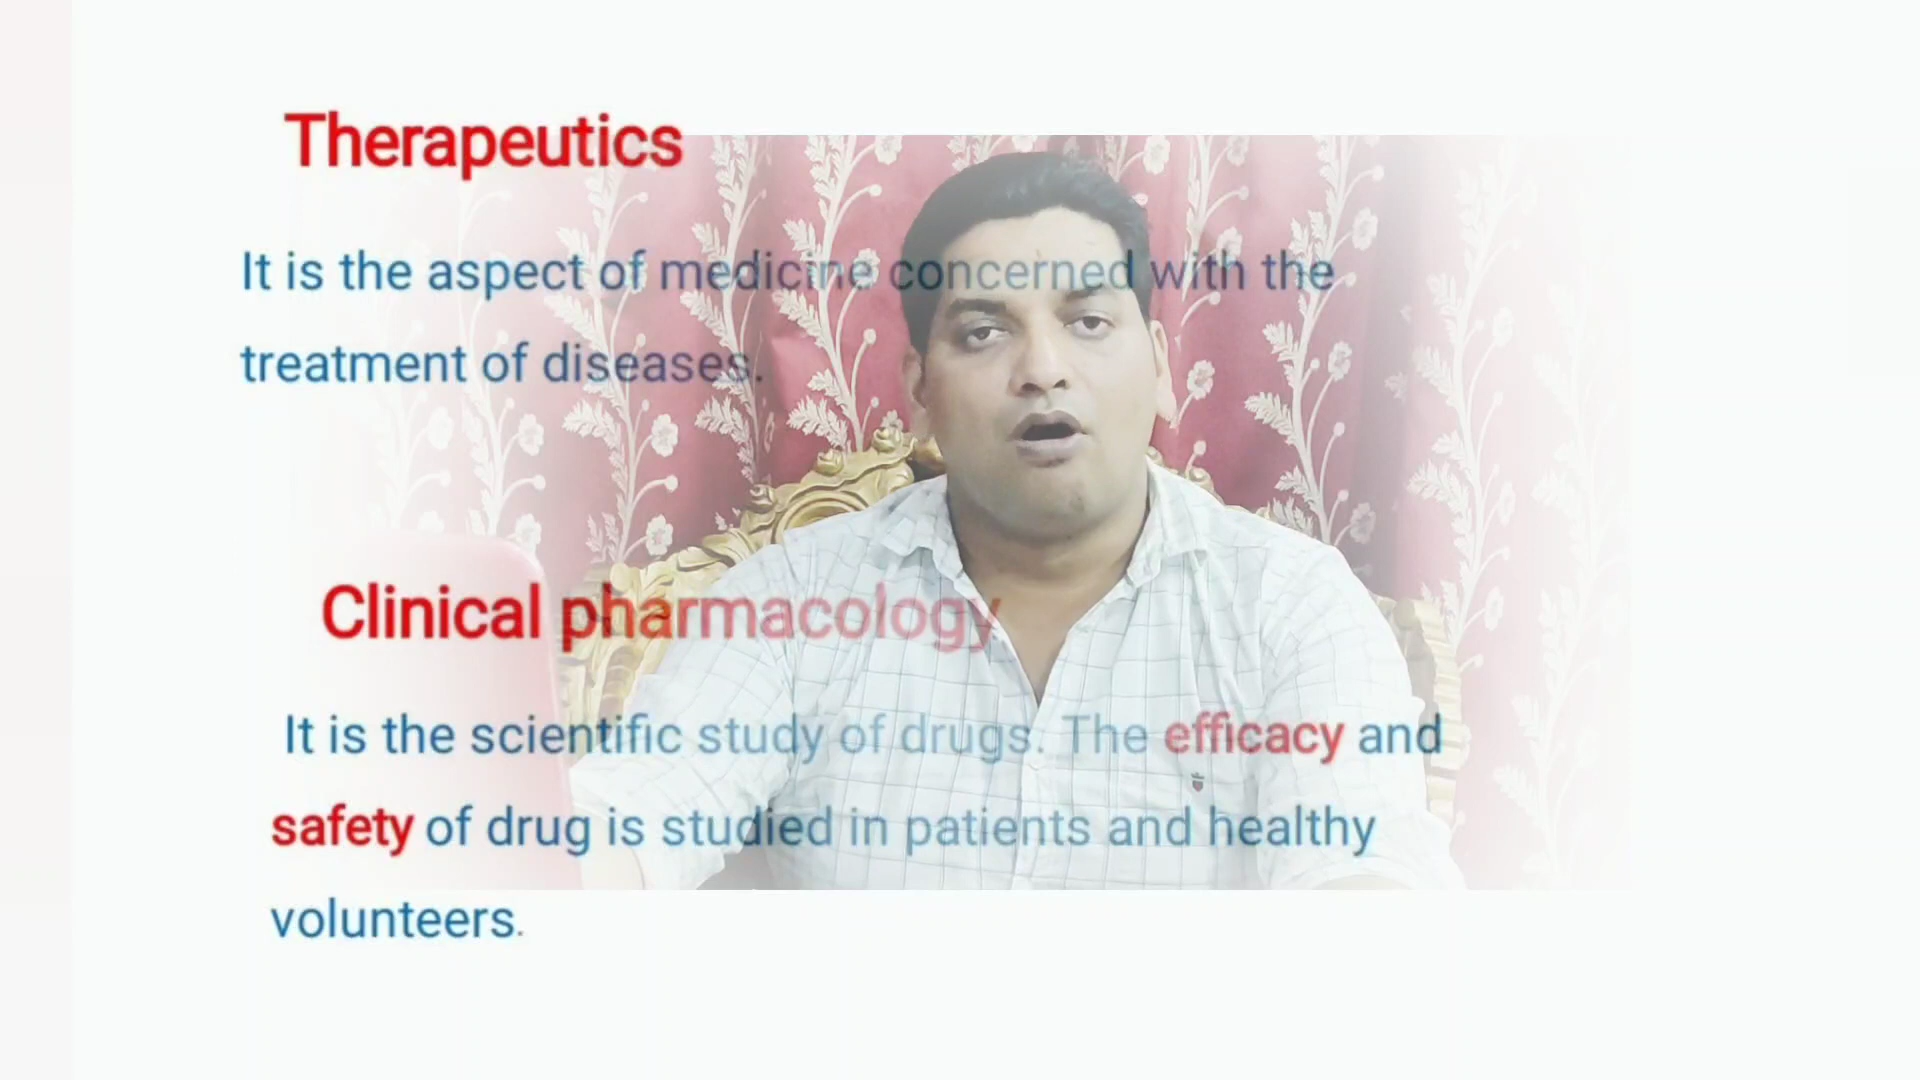 Therapeutics
It is the aspect of medicine concerned with the
treatment of diseases.
Clinical pharmacology
It is the scientific study of drugs. The efficacy and
safety of drug is studied in patients and healthy
volunteers.